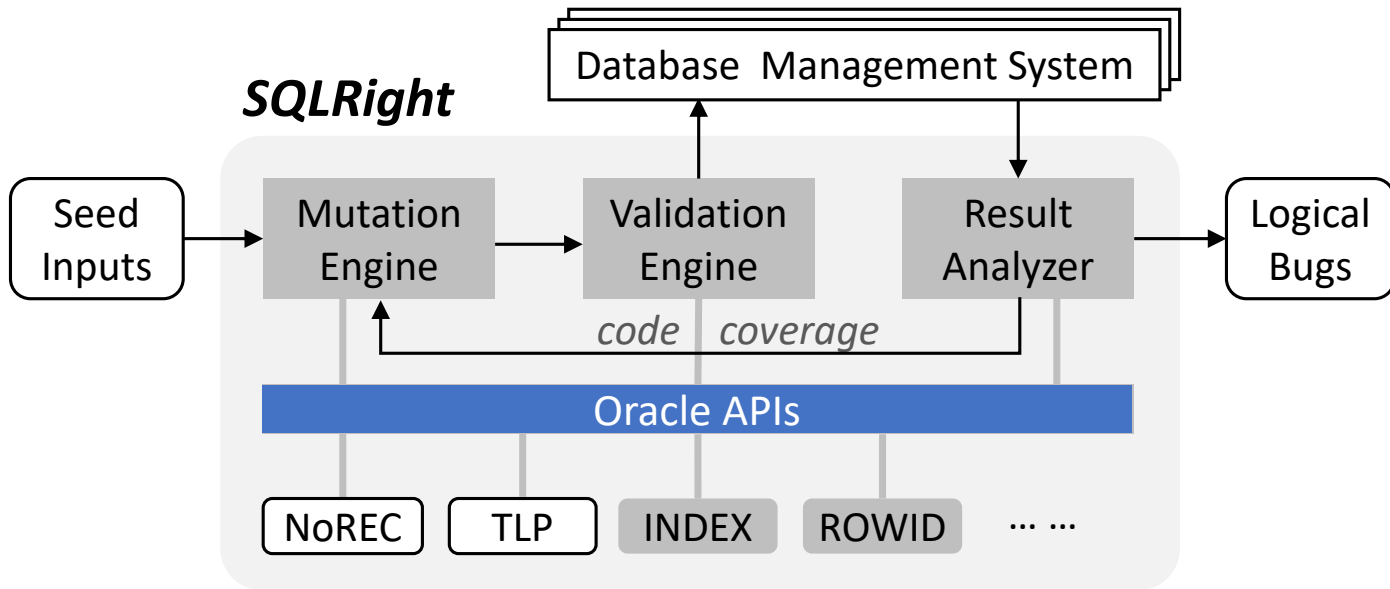 Database Management System
SQLRight
Seed
Inputs
Mutation
Engine
Validation
Engine
Result
Analyzer
Logical
Bugs
code coverage
Oracle APIs
NoREC
TLP
INDEX
ROWID
... ...